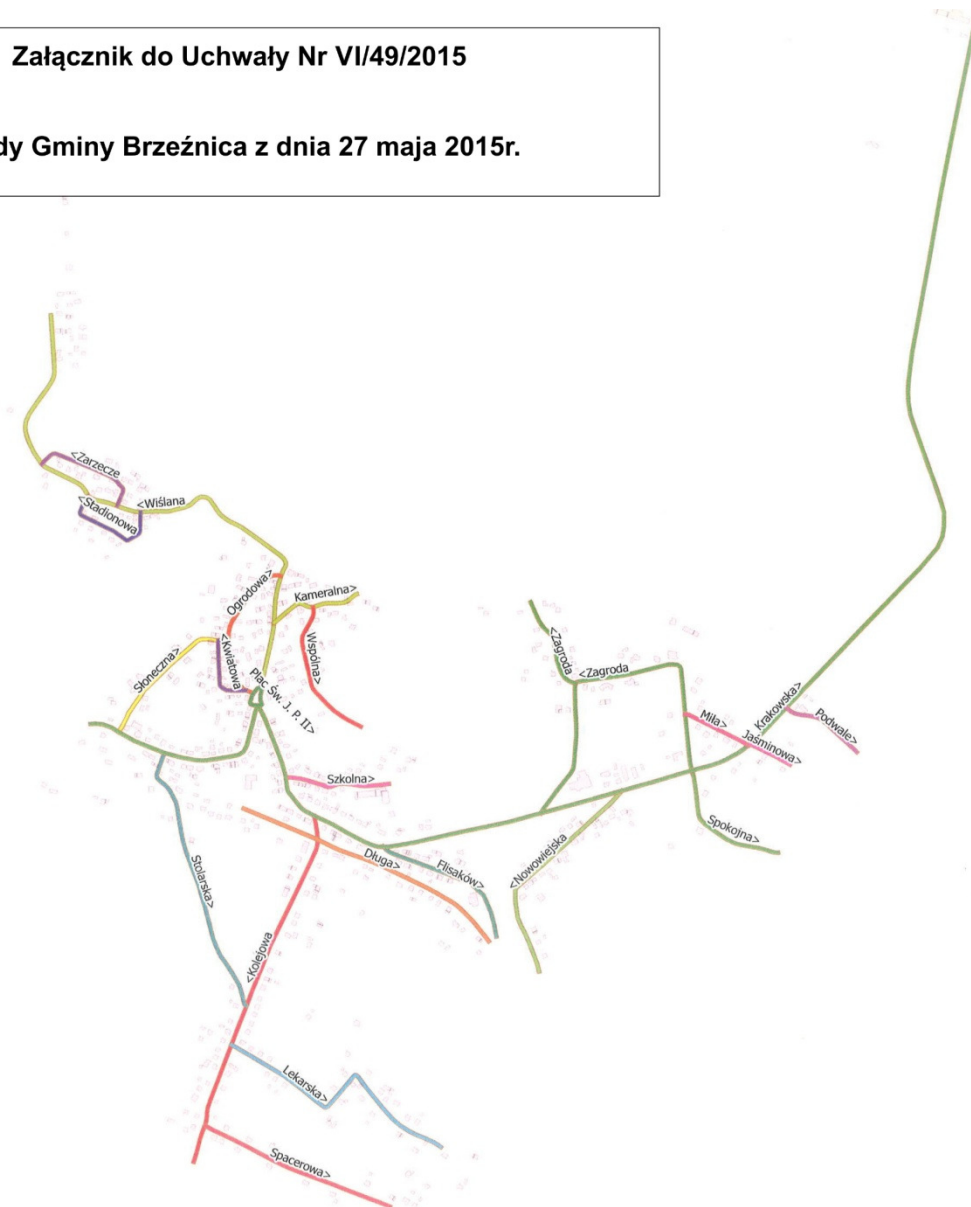 Załącznik do Uchwały Nr VI/49/2015
dy Gminy Brzeźnica z dnia 27 maja 2015r.
<Zarzecze
<Stadionowa
<Wiślana
Ogrodowa>
Kameralna>
Wspólna>
<Kwiatowa
Słoneczna>
Plac Św. J. P. II>
<Zagroda
<Zagroda
Krakowska>
Miła>
Podwale>
Jaśminowa>
Szkolna>
Spokojna>
Długa>
Flisaków>
<Nowowiejska
Stolarska>
<Kolejowa
Lekarska>
Spacerowa>